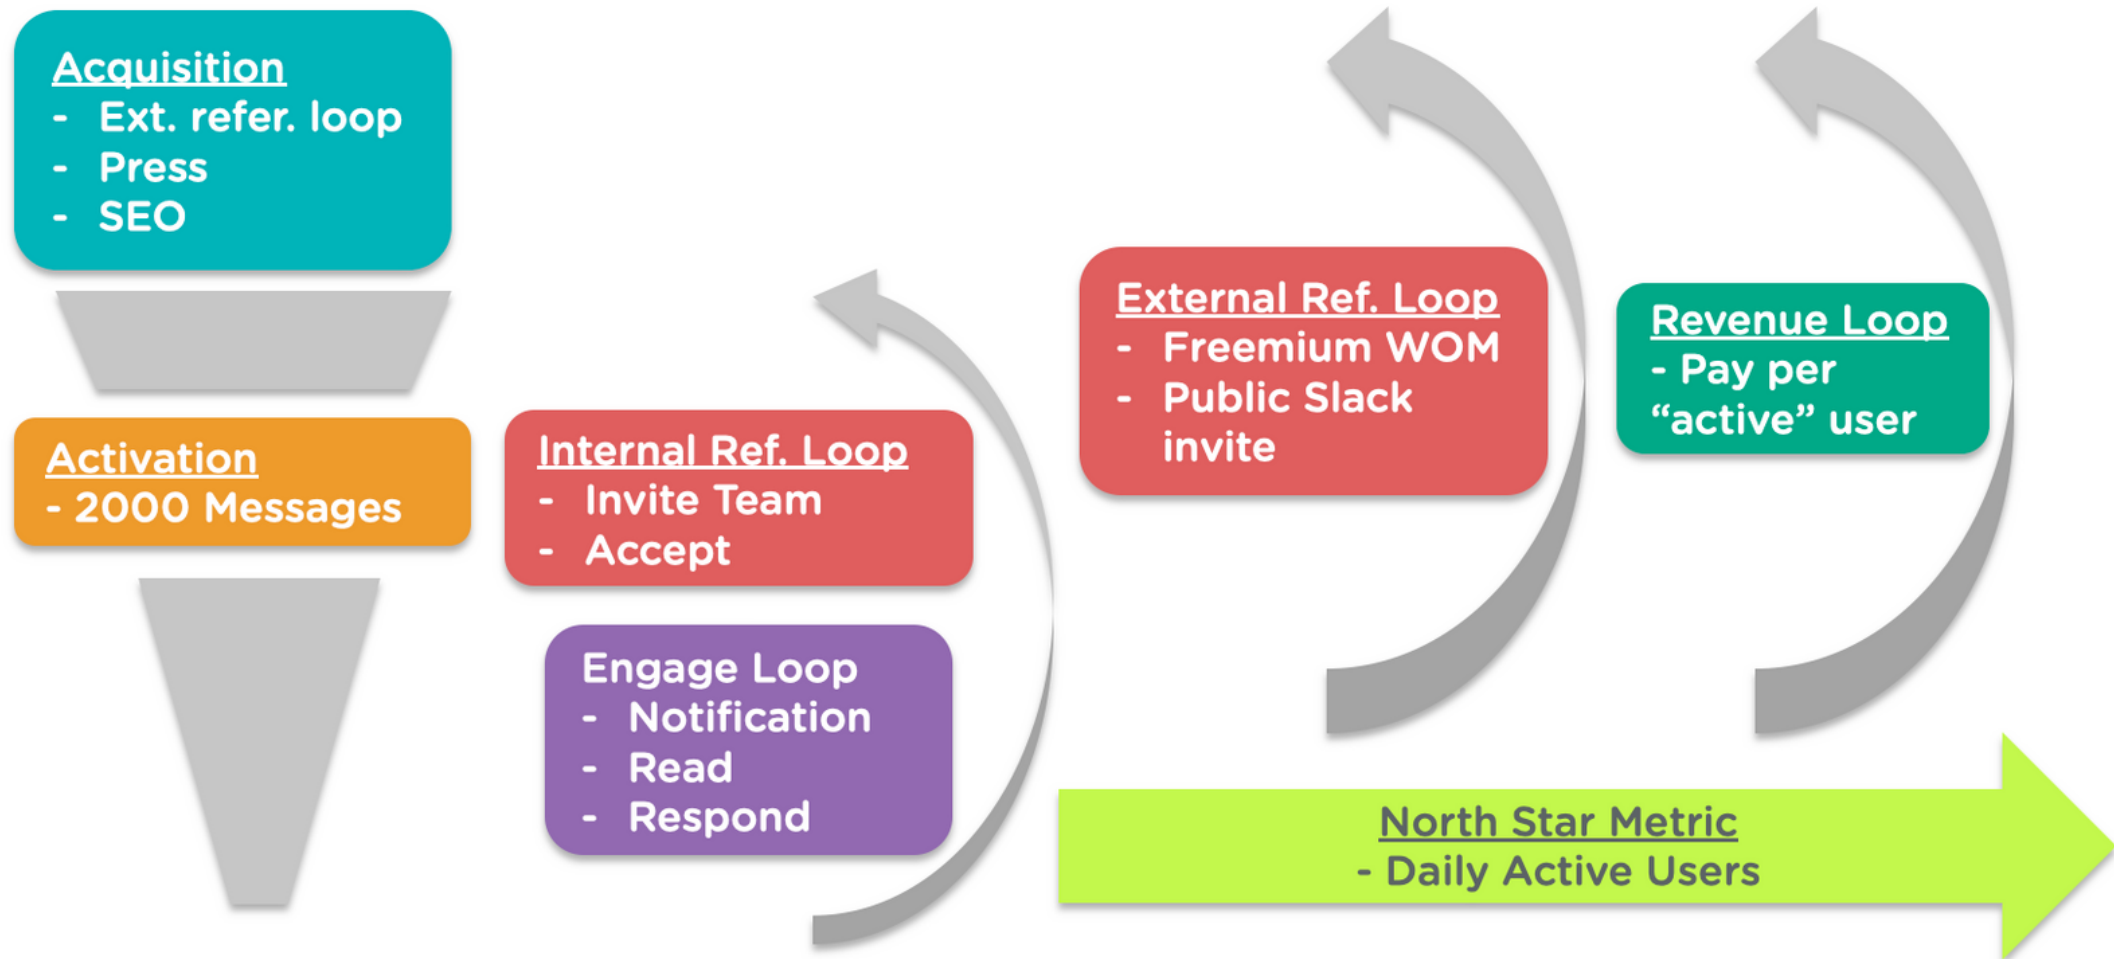 Acquisition
- Ext. refer. loop
- Press
- SEO
Activation
- 2000 Messages
Internal Ref. Loop
- Invite Team
- Accept
Engage Loop
- Notification
- Read
- Respond
External Ref. Loop
- Freemium WOM
- Public Slack
invite
Revenue Loop
- Pay per
“active” user
North Star Metric
- Daily Active Users